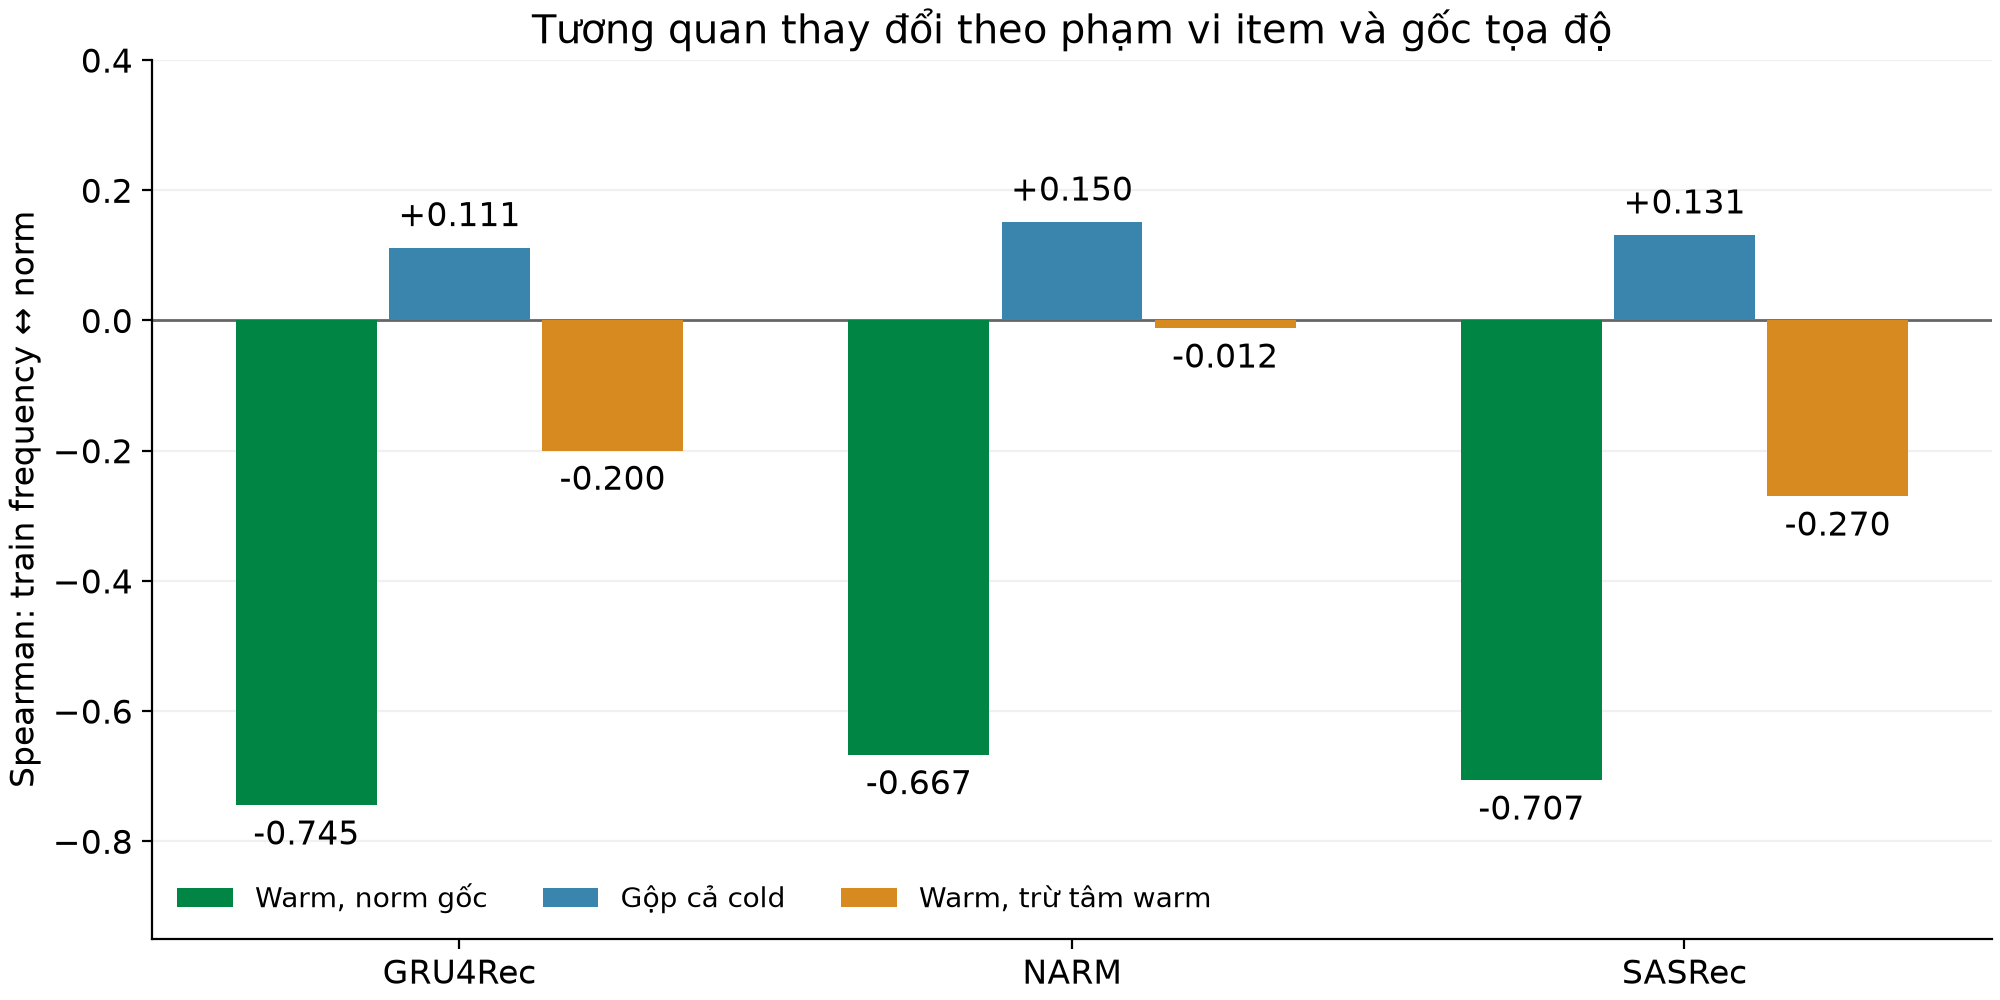 Tương quan thay đổi theo phạm vi item và gốc tọa độ
Spearman: train frequency ↔ norm
0.4
0.2
0.0
−0.2
−0.4
−0.6
−0.8
+0.111
+0.150
+0.131
-0.012
-0.200
-0.270
-0.667
-0.707
-0.745
Warm, norm gốc
Gộp cả cold
Warm, trừ tâm warm
GRU4Rec
NARM
SASRec